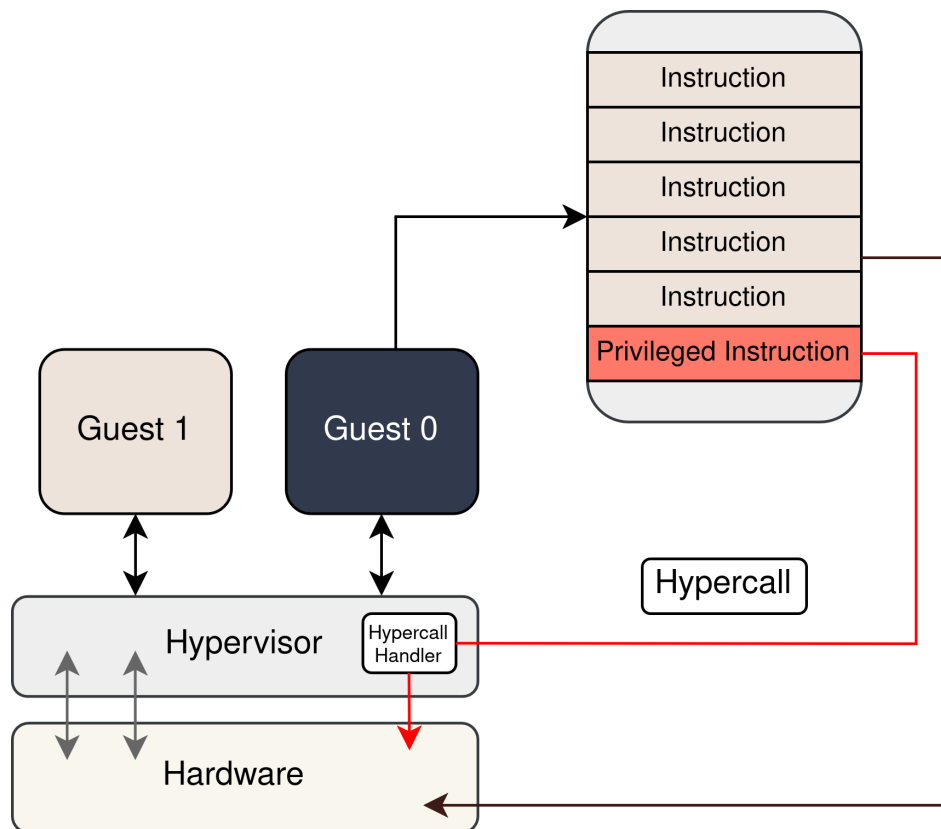 Instruction
Instruction
Instruction
Instruction
Instruction
Privileged Instruction
Guest 1
Guest 0
Hypercall
Hypervisor
Hypercall
Handler
Hardware